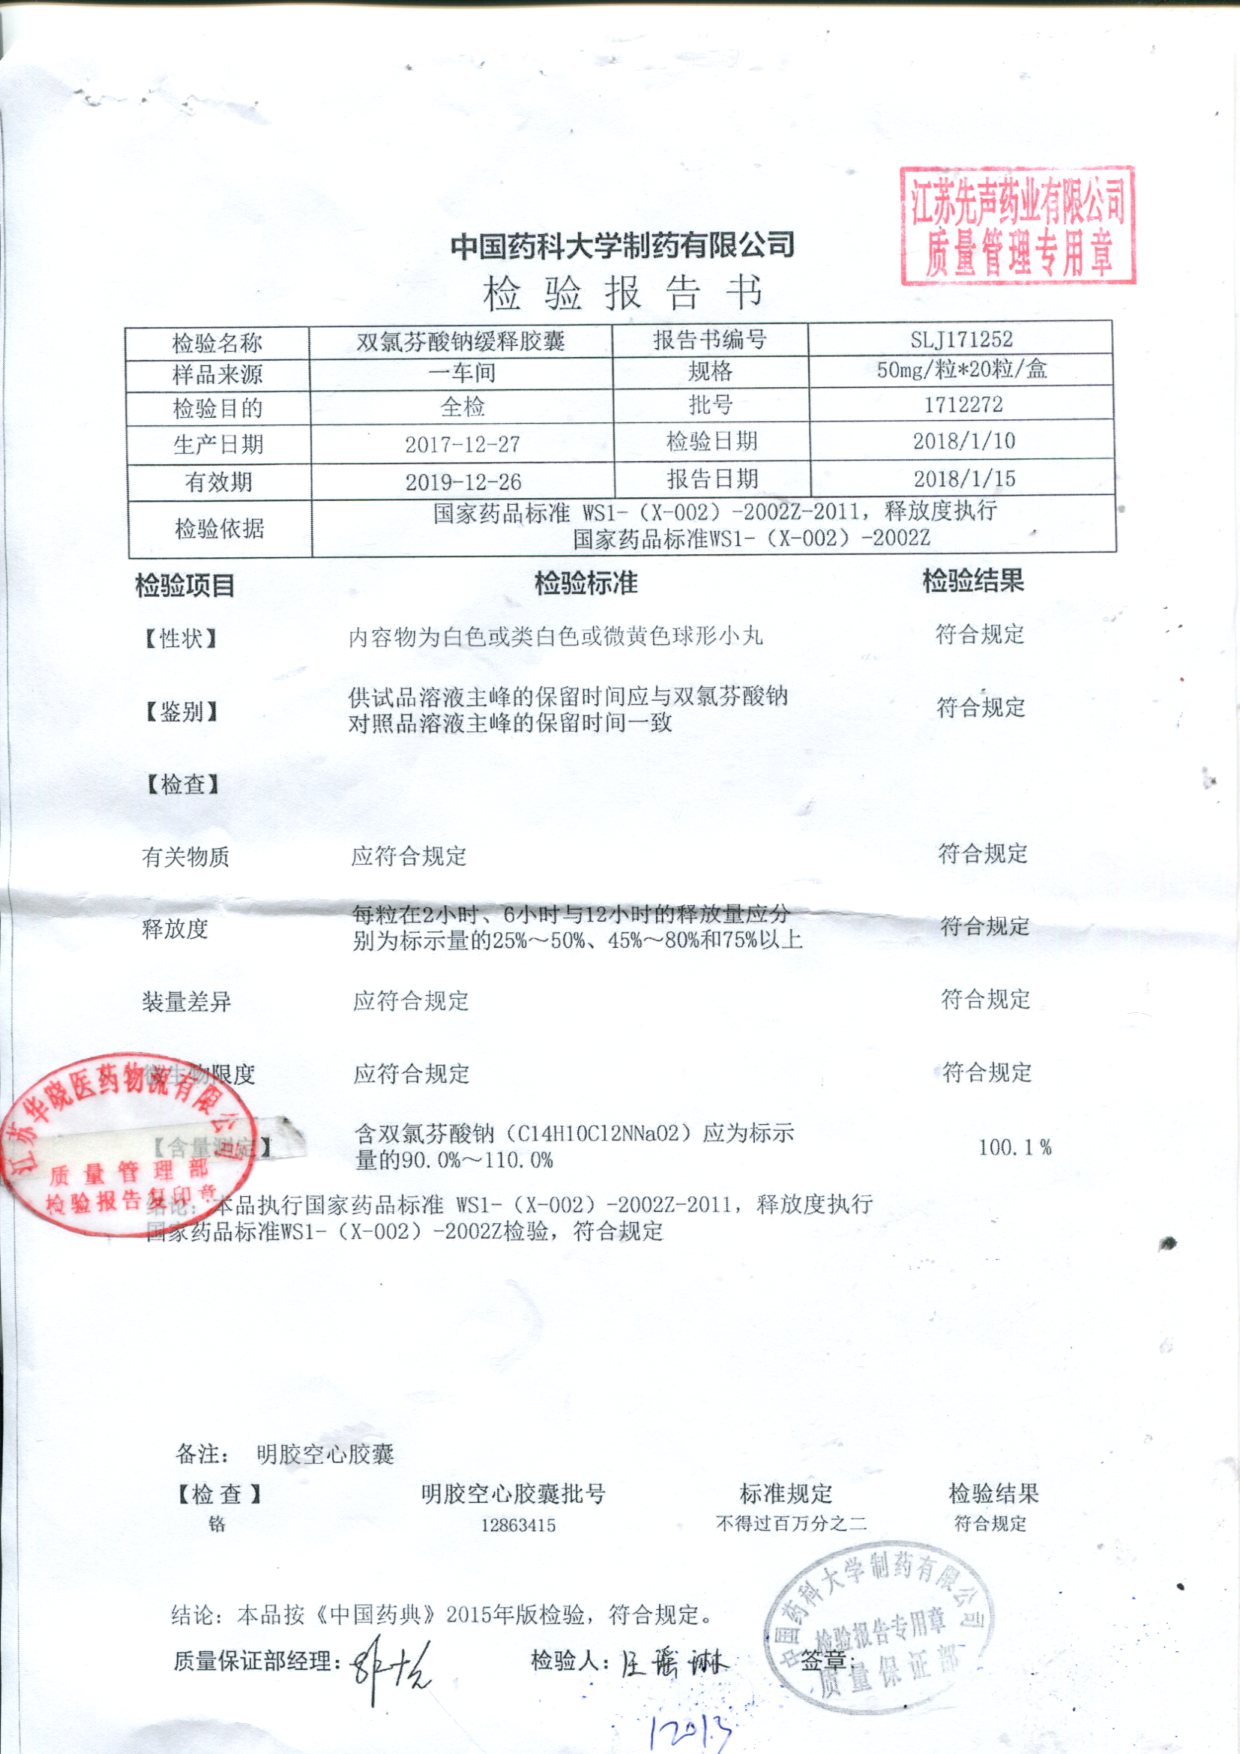 江苏先声药业有限公司
质量管理专用章
中国药科大学制药有限公司
检验报告书
检验名称 双氯芬酸钠缓释胶囊 报告书编号 SLJ171252
样品来源 一车间 规格 50mg/粒*20粒/盒
检验目的 全检 批号 1712272
生产日期 2017-12-27 检验日期 2018/1/10
有效期 2019-12-26 报告日期 2018/1/15
检验依据 国家药品标准 WS1-（X-002）-2002Z-2011，释放度执行
国家药品标准WS1-（X-002）-2002Z
检验项目 检验标准 检验结果
【性状】 内容物为白色或类白色或微黄色球形小丸 符合规定
【鉴别】 供试品溶液主峰的保留时间应与双氯芬酸钠
对照品溶液主峰的保留时间一致 符合规定
【检查】
有关物质 应符合规定 符合规定
释放度 每粒在2小时、6小时与12小时的释放量应分
别为标示量的25%～50%、45%～80%和75%以上 符合规定
装量差异 应符合规定 符合规定
微生物限度 应符合规定 符合规定
【含量测定】 含双氯芬酸钠（C14H10Cl2NNaO2）应为标示
量的90.0%～110.0% 100.1%
江苏华晓医药物流有限公司
质量管理部
检验报告复印章
结论：本品执行国家药品标准 WS1-（X-002）-2002Z-2011，释放度执行
国家药品标准WS1-（X-002）-2002Z检验，符合规定
备注： 明胶空心胶囊
【检查】 明胶空心胶囊批号 标准规定 检验结果
铬 12863415 不得过百万分之二 符合规定
结论：本品按《中国药典》2015年版检验，符合规定。
质量保证部经理： 检验人：汪瑶琳 签章：
中国药科大学制药有限公司
检验报告专用章
质量保证部